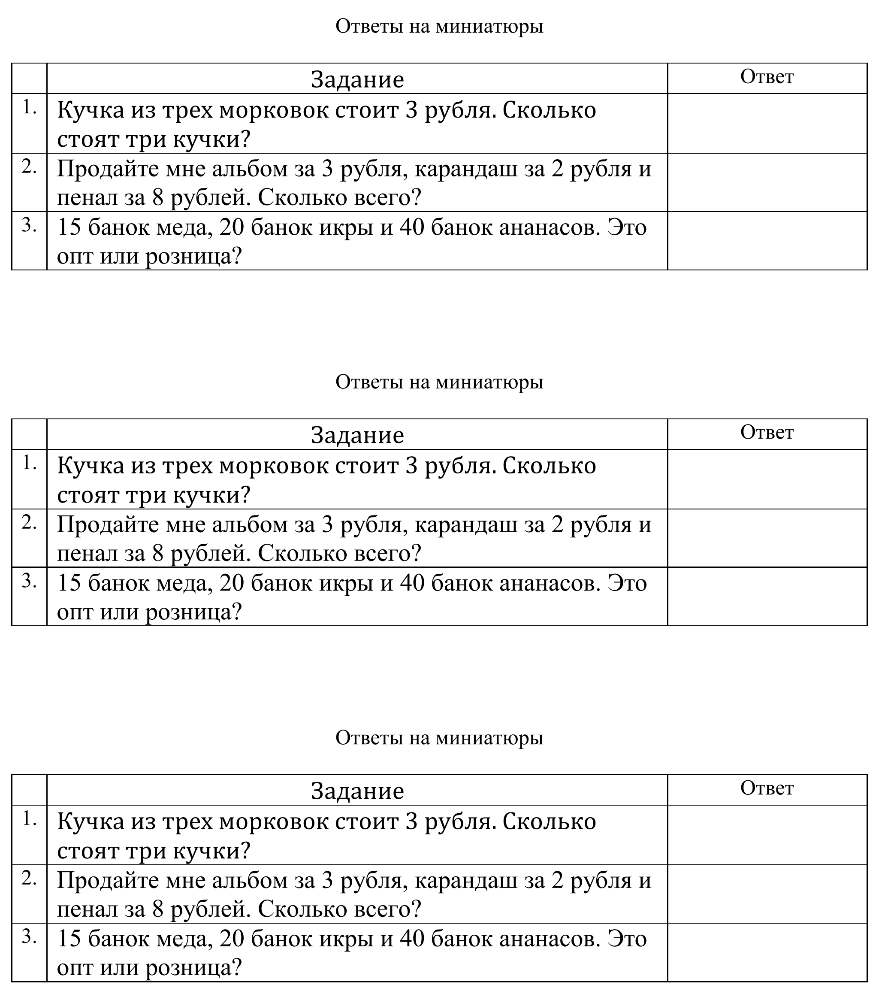 Ответы на миниатюры
Задание
Ответ
1.
Кучка из трех морковок стоит 3 рубля. Сколько
стоят три кучки?
2.
Продайте мне альбом за 3 рубля, карандаш за 2 рубля и
пенал за 8 рублей. Сколько всего?
3.
15 банок меда, 20 банок икры и 40 банок ананасов. Это
опт или розница?
Ответы на миниатюры
Задание
Ответ
1.
Кучка из трех морковок стоит 3 рубля. Сколько
стоят три кучки?
2.
Продайте мне альбом за 3 рубля, карандаш за 2 рубля и
пенал за 8 рублей. Сколько всего?
3.
15 банок меда, 20 банок икры и 40 банок ананасов. Это
опт или розница?
Ответы на миниатюры
Задание
Ответ
1.
Кучка из трех морковок стоит 3 рубля. Сколько
стоят три кучки?
2.
Продайте мне альбом за 3 рубля, карандаш за 2 рубля и
пенал за 8 рублей. Сколько всего?
3.
15 банок меда, 20 банок икры и 40 банок ананасов. Это
опт или розница?